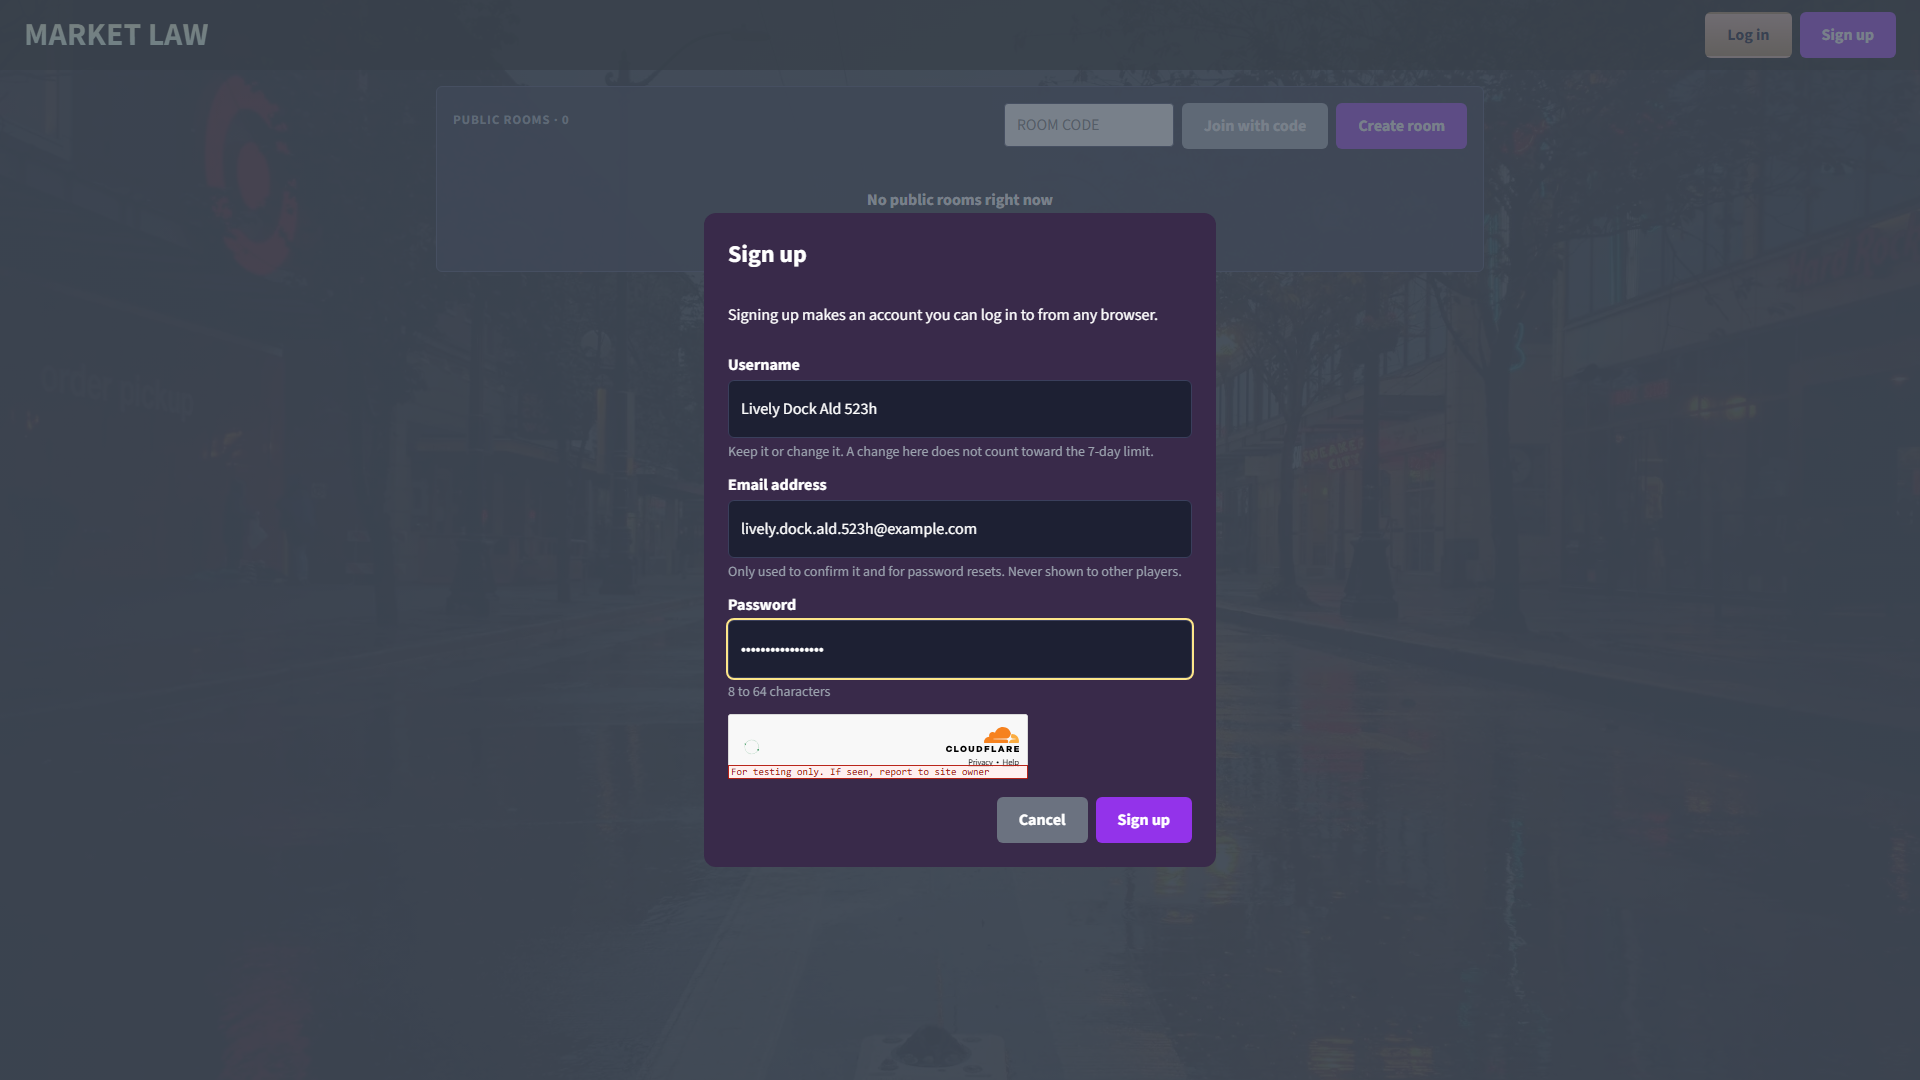 MARKET LAW
Log in
Sign up
PUBLIC ROOMS · 0
ROOM CODE
Join with code
Create room
No public rooms right now
Sign up
Signing up makes an account you can log in to from any browser.
Username
Lively Dock Ald 523h
Keep it or change it. A change here does not count toward the 7-day limit.
Email address
lively.dock.ald.523h@example.com
Only used to confirm it and for password resets. Never shown to other players.
Password
•••••••••••••••••
8 to 64 characters
CLOUDFLARE
Privacy • Help
For testing only. If seen, report to site owner
Cancel
Sign up
order pickup
SNEAKER
CITY